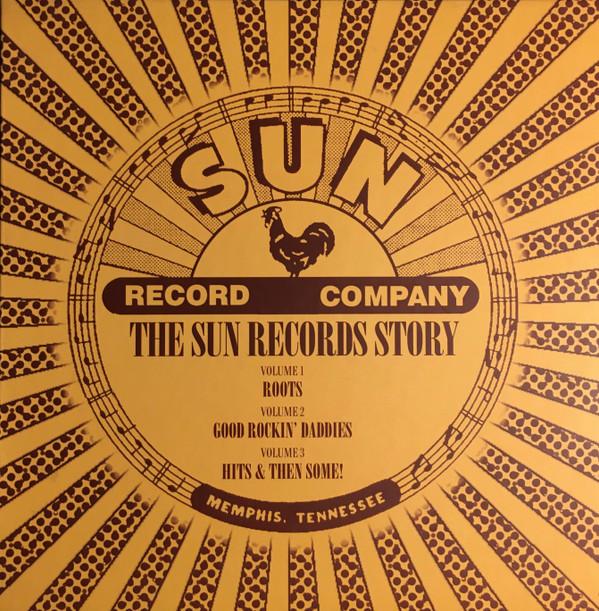 SUN
RECORD COMPANY
THE SUN RECORDS STORY
VOLUME 1
ROOTS
VOLUME 2
GOOD ROCKIN' DADDIES
VOLUME 3
HITS & THEN SOME!
MEMPHIS, TENNESSEE